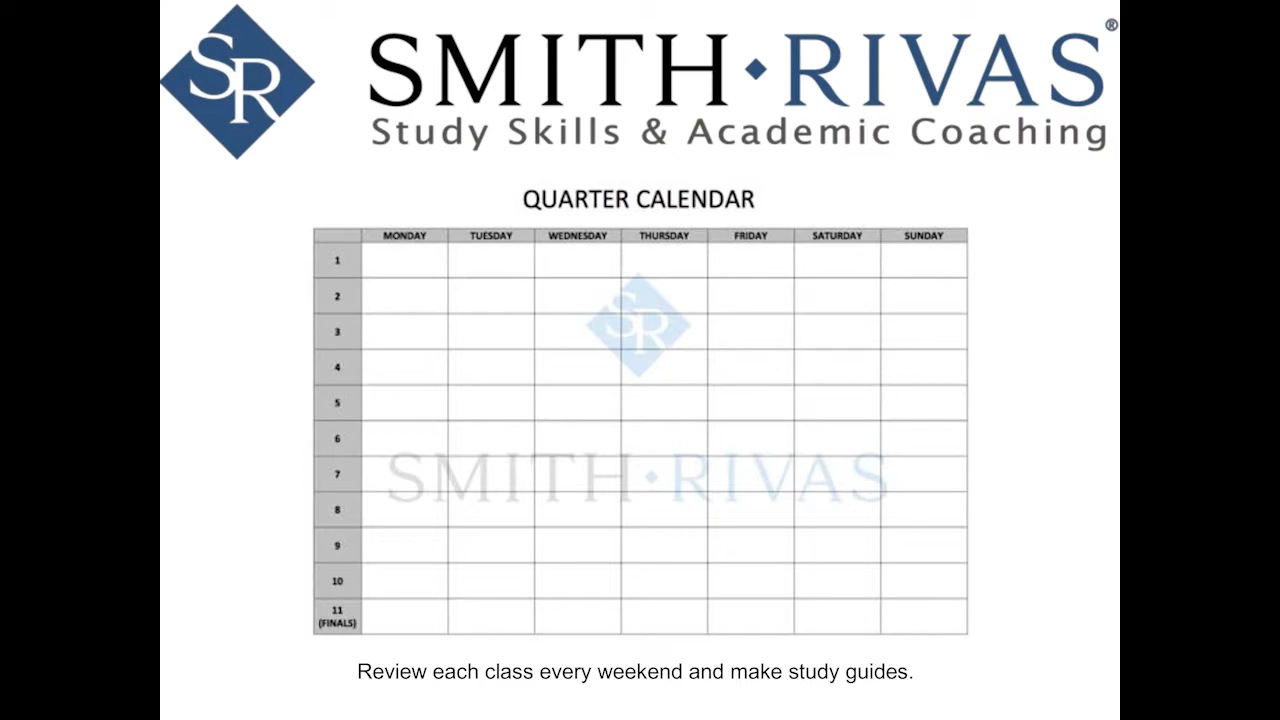 SR
SMITH·RIVAS®
Study Skills & Academic Coaching
QUARTER CALENDAR
MONDAY TUESDAY WEDNESDAY THURSDAY FRIDAY SATURDAY SUNDAY
1
2
3
4
5
6
7
8
9
10
11
(FINALS)
SR
SMITH·RIVAS
Review each class every weekend and make study guides.